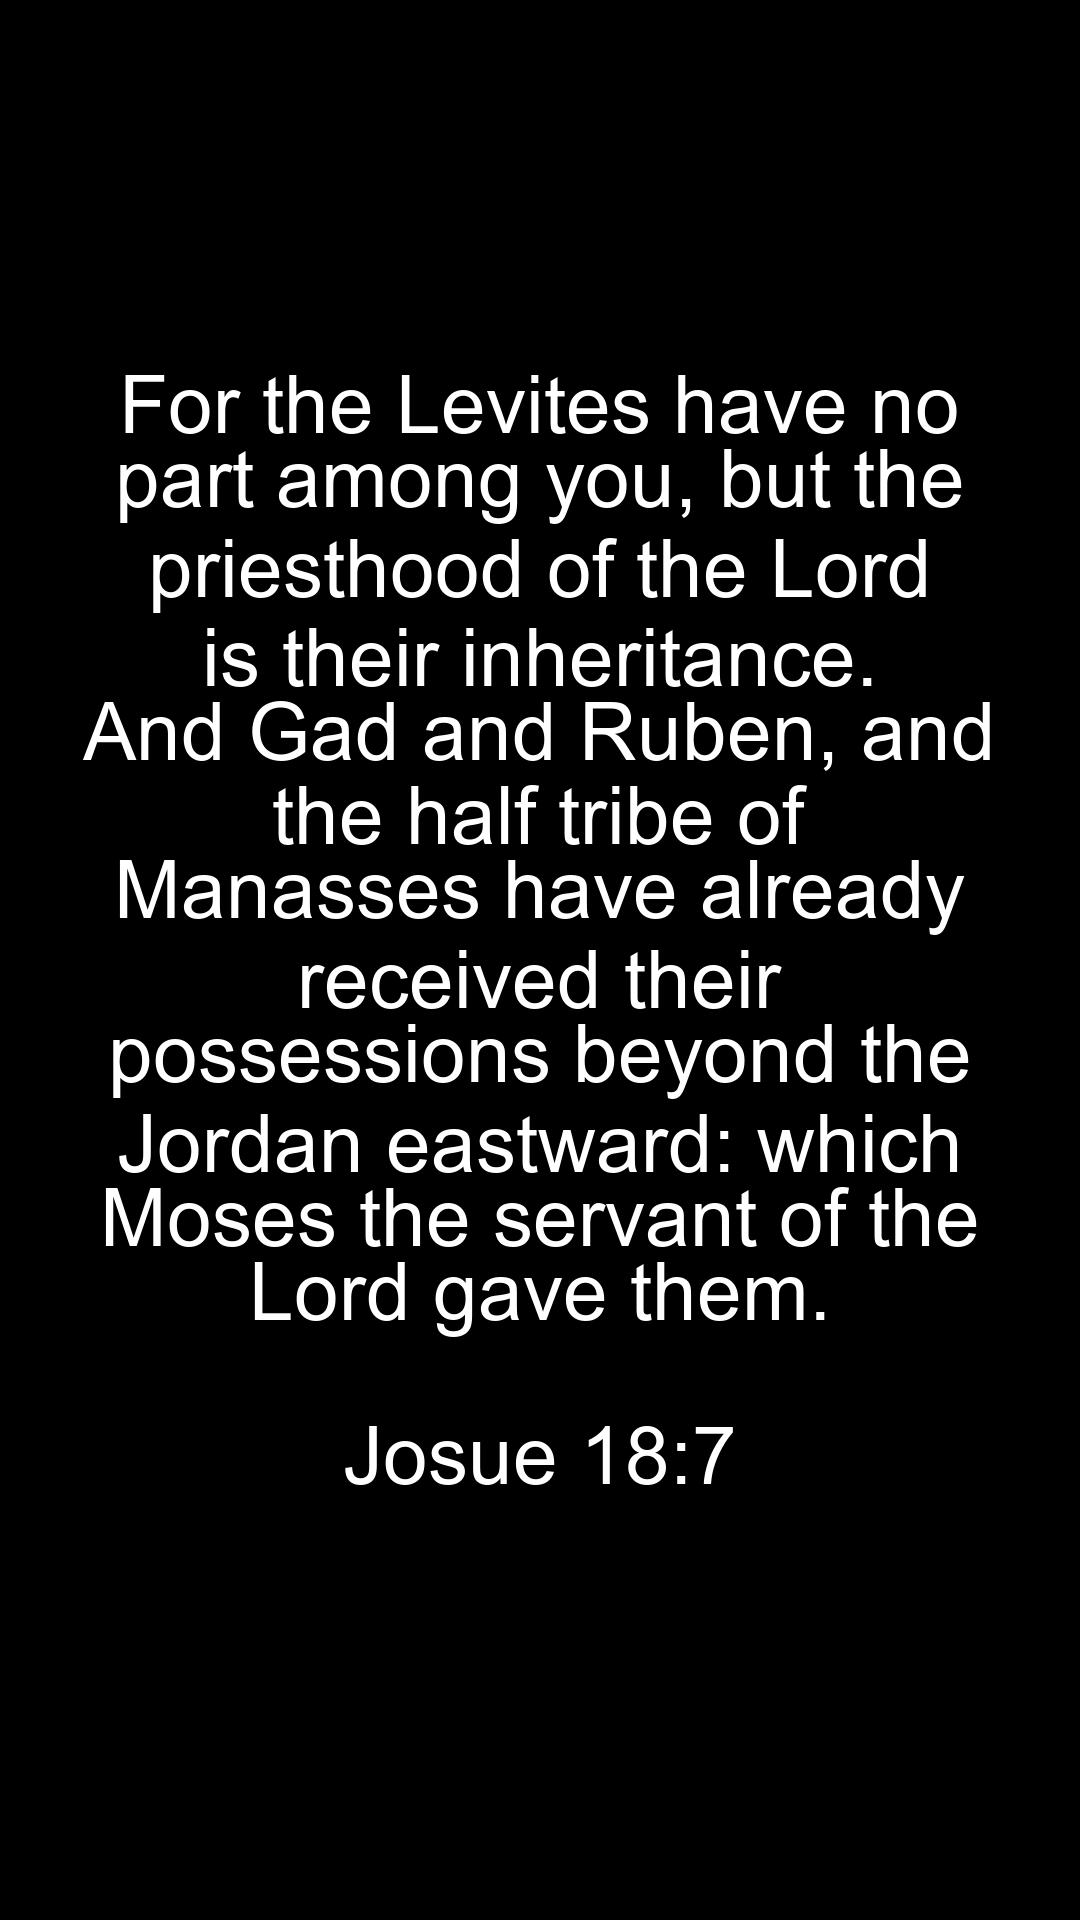 For the Levites have no
part among you, but the
priesthood of the Lord
is their inheritance.
And Gad and Ruben, and
the half tribe of
Manasses have already
received their
possessions beyond the
Jordan eastward: which
Moses the servant of the
Lord gave them.
Josue 18:7